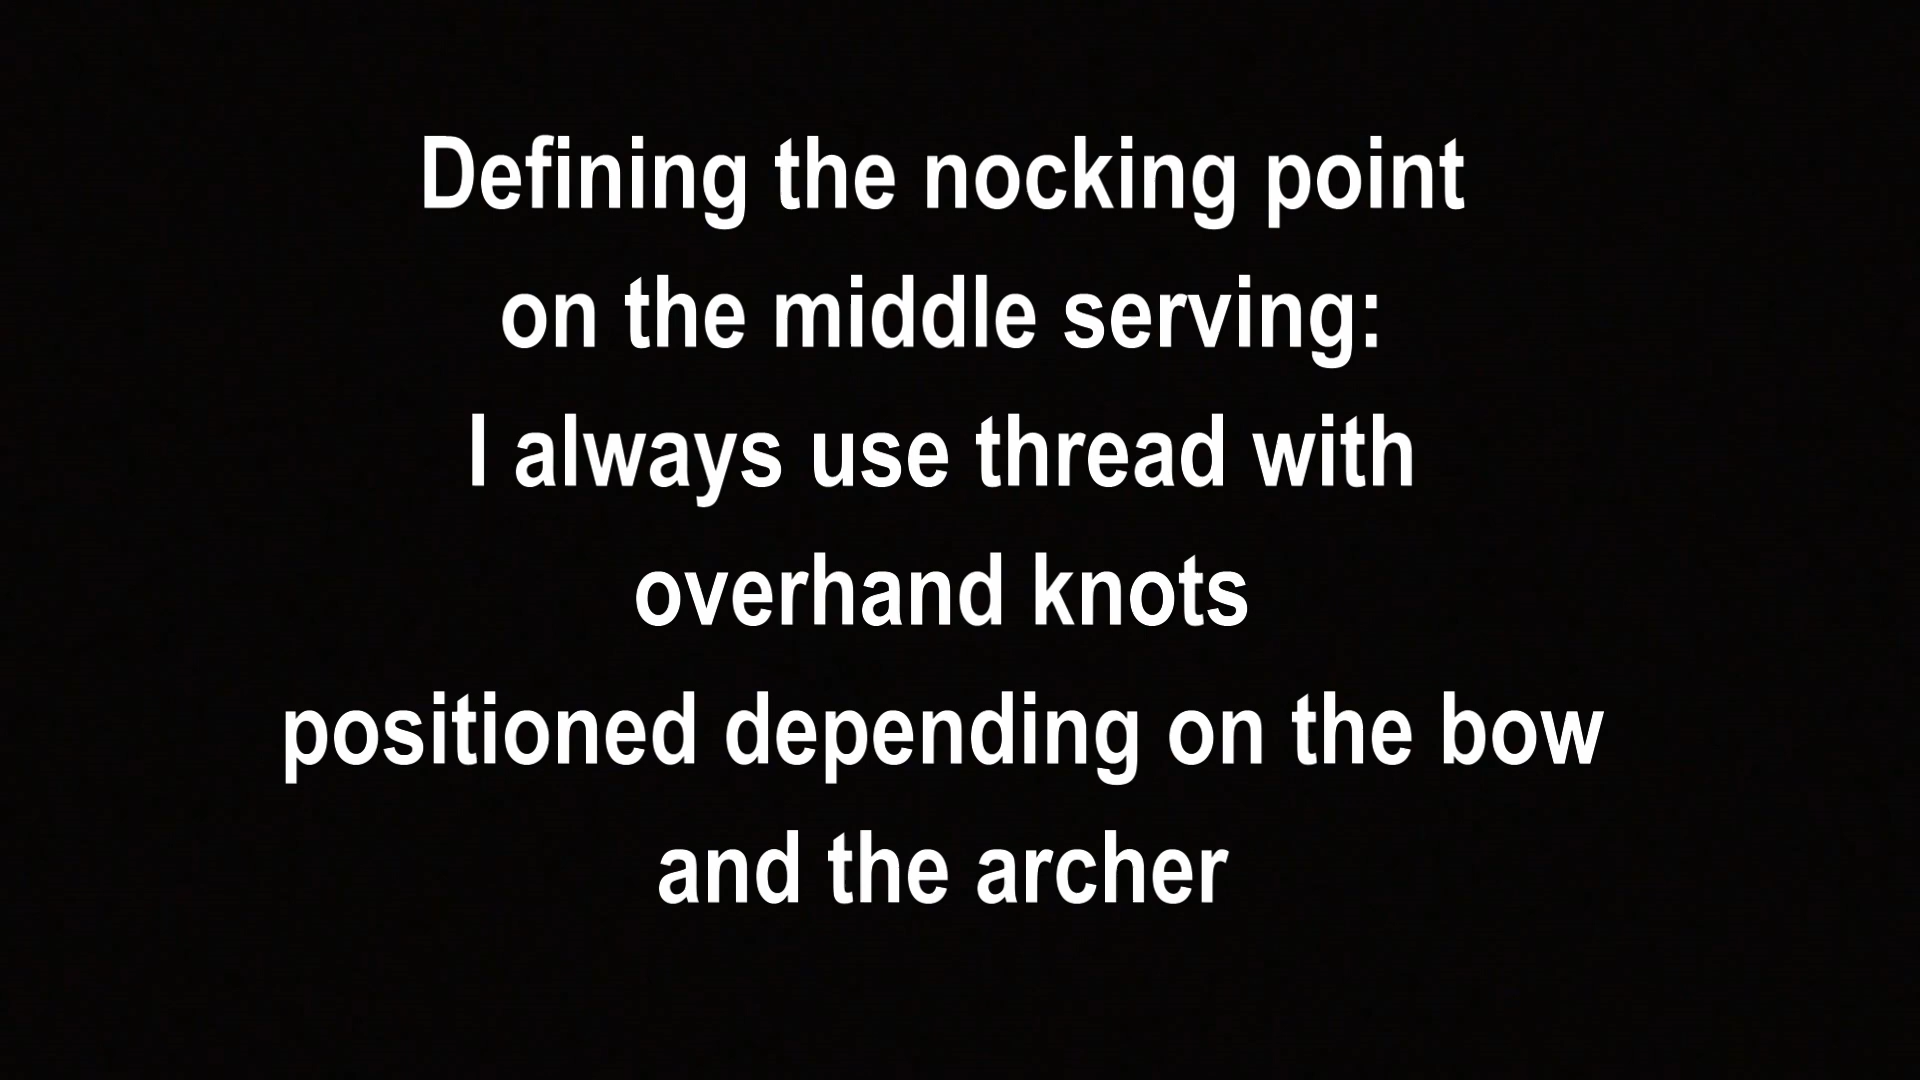 Defining the nocking point
on the middle serving:
I always use thread with
overhand knots
positioned depending on the bow
and the archer